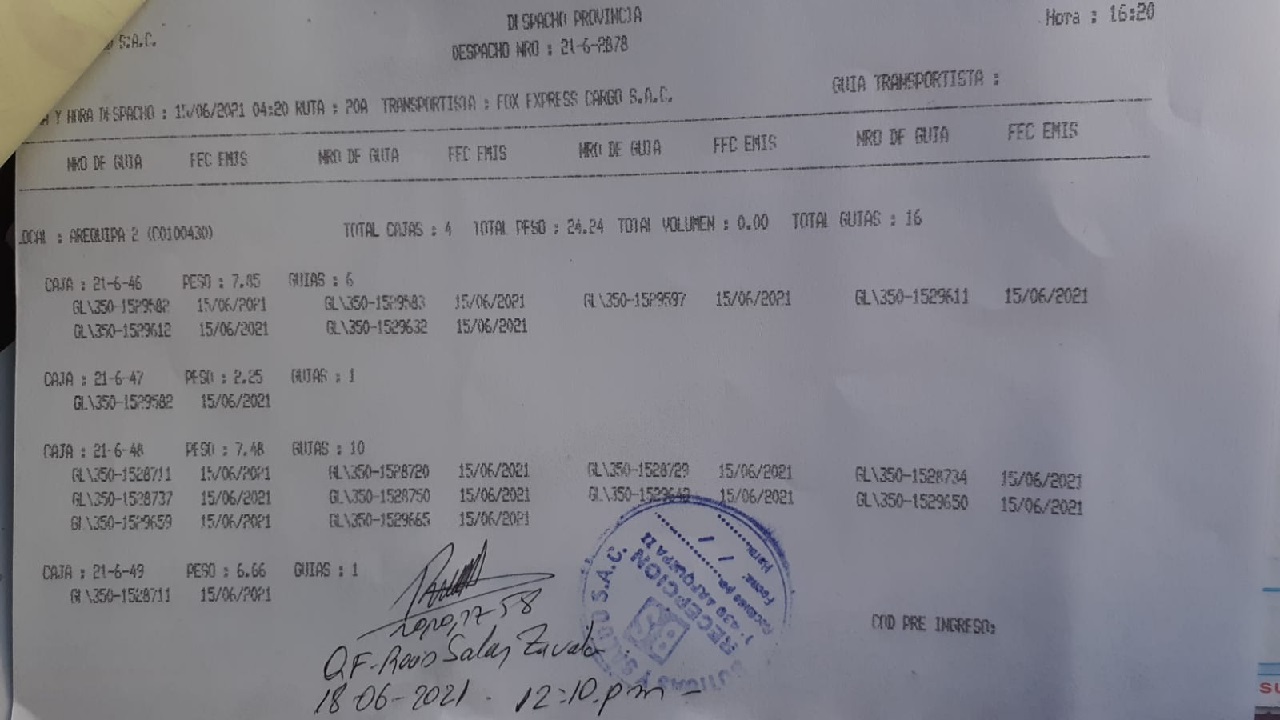 S.A.C.
DESPACHO PROVINCIA
Hora : 16:20
DESPACHO NRO : 21-6-2878
Y HORA DESPACHO : 15/06/2021 04:20 RUTA : 20A TRANSPORTISTA : FOX EXPRESS CARGO S.A.C.
GUIA TRANSPORTISTA :
NRO DE GUIA FEC EMIS NRO DE GUIA FEC EMIS NRO DE GUIA FEC EMIS NRO DE GUIA FEC EMIS
LOCAL : AREQUIPA 2 (C0100430) TOTAL CAJAS : 4 TOTAL PESO : 24.24 TOTAL VOLUMEN : 0.00 TOTAL GUIAS : 16
CAJA : 21-6-46 PESO : 7.85 GUIAS : 6
GL\350-1529582 15/06/2021 GL\350-1529583 15/06/2021 GL\350-1529597 15/06/2021 GL\350-1529611 15/06/2021
GL\350-1529612 15/06/2021 GL\350-1529632 15/06/2021
CAJA : 21-6-47 PESO : 2.25 GUIAS : 1
GL\350-1529582 15/06/2021
CAJA : 21-6-48 PESO : 7.48 GUIAS : 10
GL\350-1528711 15/06/2021 GL\350-1528720 15/06/2021 GL\350-1528729 15/06/2021 GL\350-1528734 15/06/2021
GL\350-1528737 15/06/2021 GL\350-1528750 15/06/2021 15/06/2021 GL\350-1529650 15/06/2021
GL\350-1529659 15/06/2021 GL\350-1529665 15/06/2021
CAJA : 21-6-49 PESO : 6.66 GUIAS : 1
GL\350-1528711 15/06/2021
COD PRE INGRESO:
Q.F. Salas Zavala
18-06-2021 . 12:10.pm -
S.A.C.
SB
RECEPCION
AREQUIPA II
Fecha:
Hora: